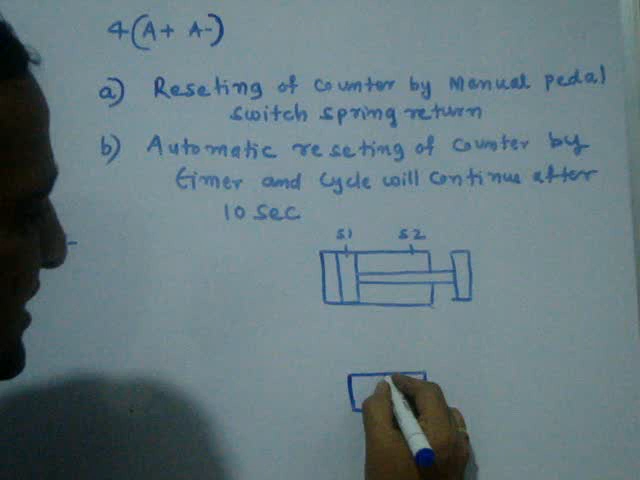 4(A+ A-)
a) Reseting of counter by Manual pedal
switch spring return
b) Automatic reseting of counter by
timer and cycle will continue after
10 sec
S1 S2